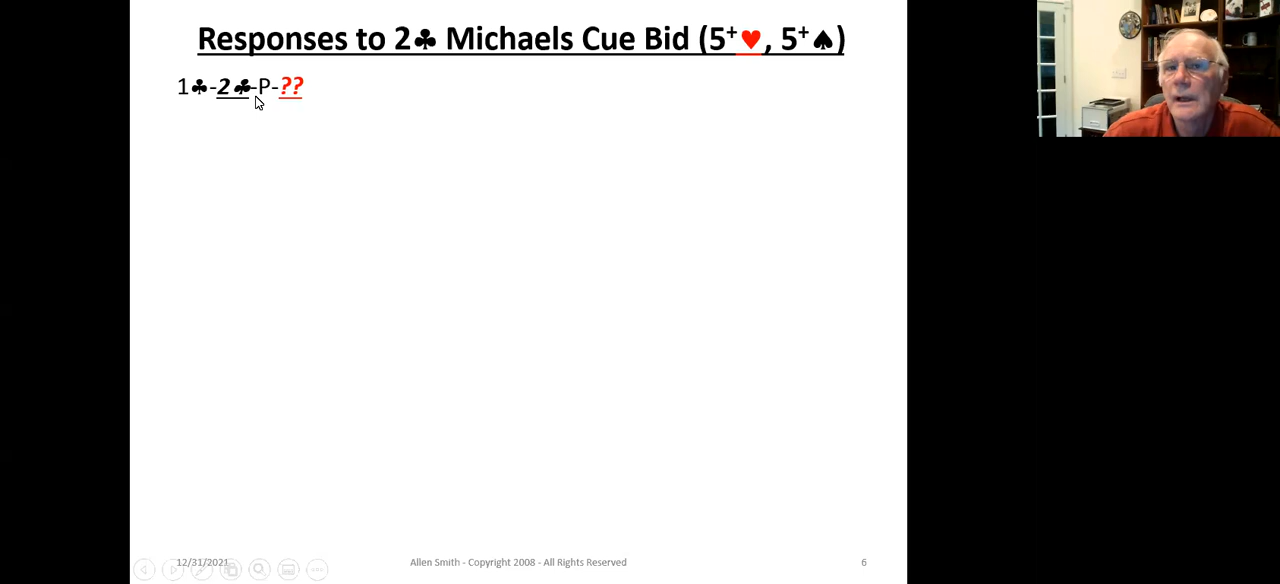 Responses to 2♣ Michaels Cue Bid (5⁺♥, 5⁺♠)
1♣-2♣-P-??
12/31/2021
Allen Smith - Copyright 2008 - All Rights Reserved
6